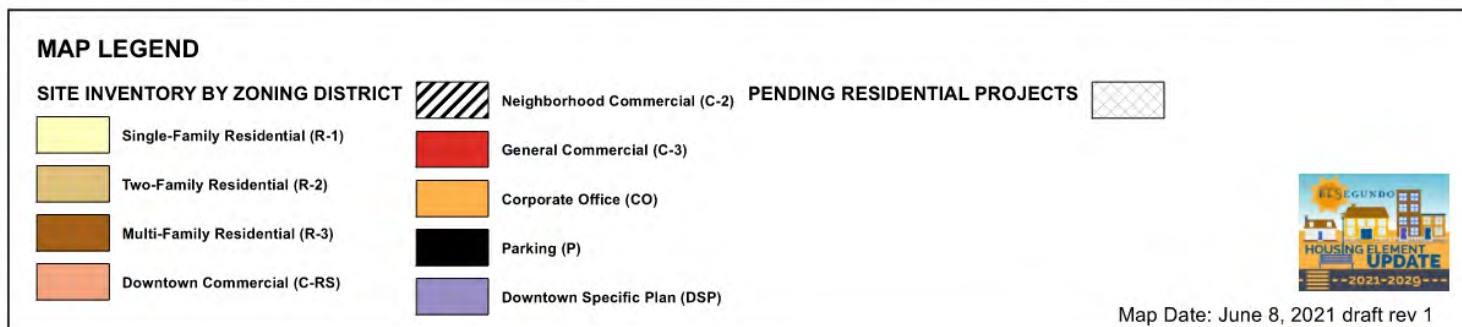 MAP LEGEND
SITE INVENTORY BY ZONING DISTRICT
Single-Family Residential (R-1)
Two-Family Residential (R-2)
Multi-Family Residential (R-3)
Downtown Commercial (C-RS)
Neighborhood Commercial (C-2)
General Commercial (C-3)
Corporate Office (CO)
Parking (P)
Downtown Specific Plan (DSP)
PENDING RESIDENTIAL PROJECTS
EL SEGUNDO
HOUSING ELEMENT
UPDATE
2021-2029
Map Date: June 8, 2021 draft rev 1